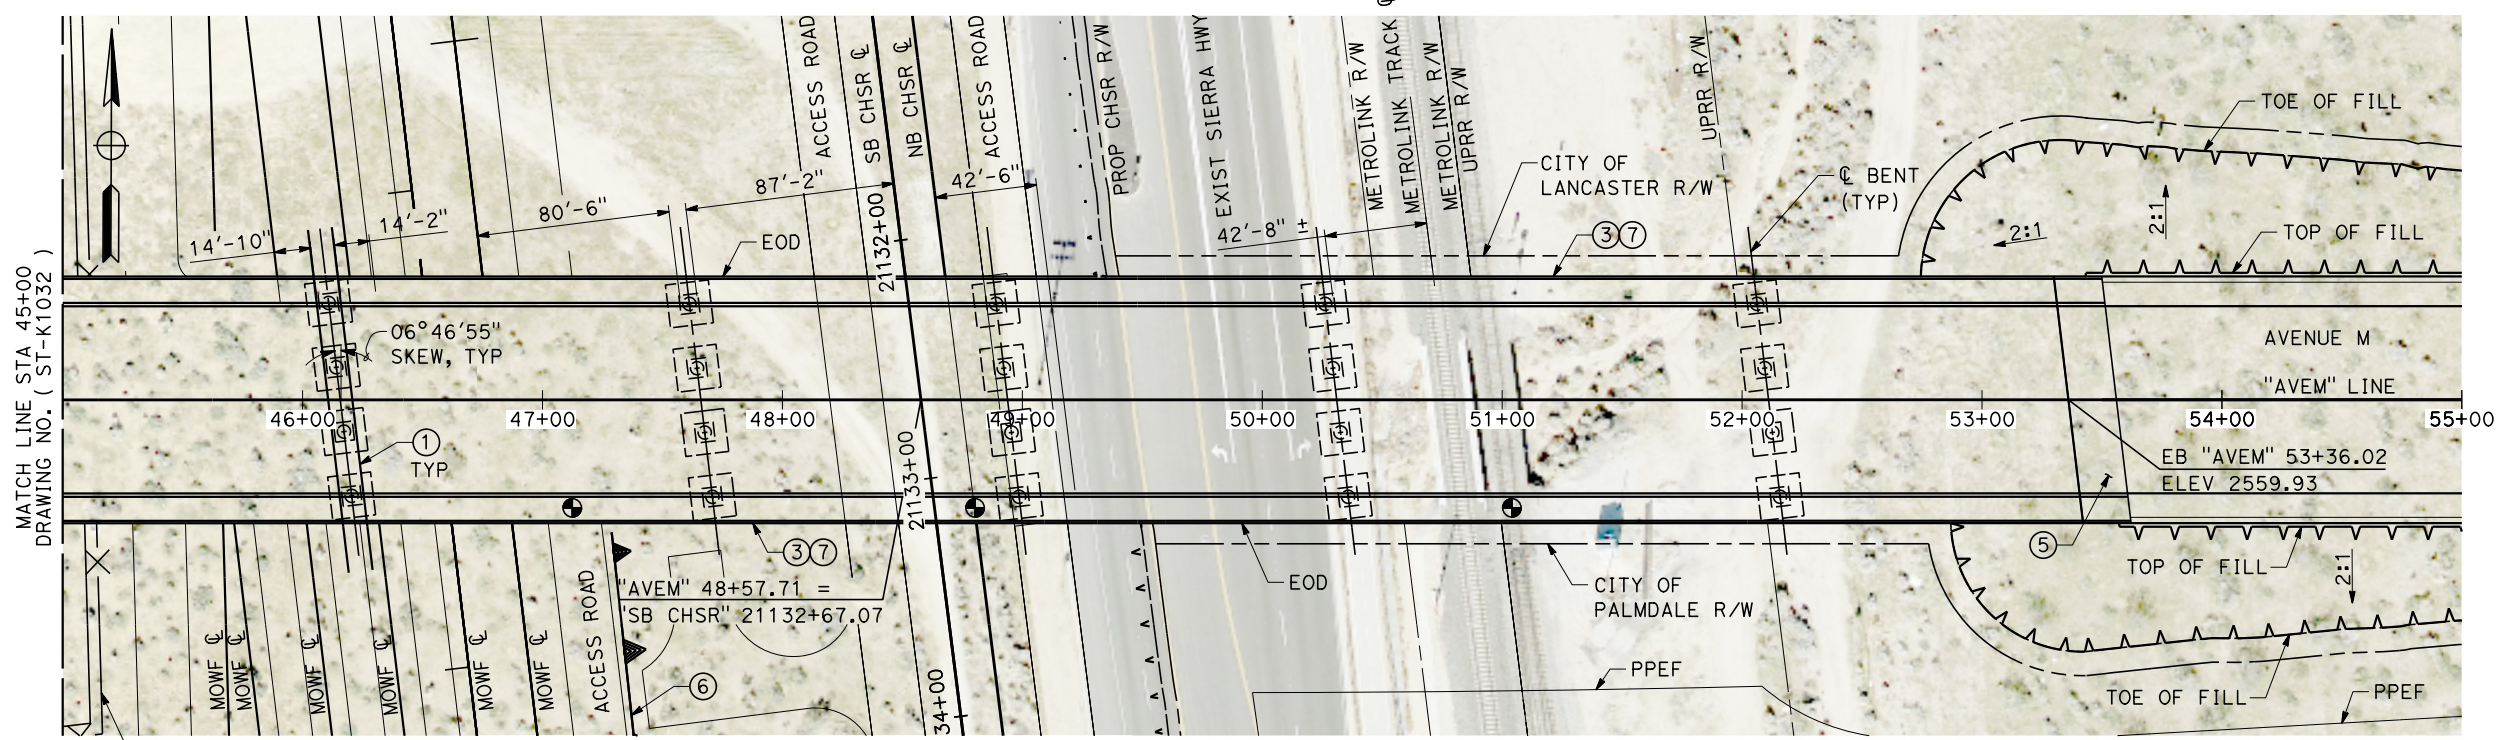 MATCH LINE STA 45+00
DRAWING NO. ( ST-K1032 )
14'-10"
14'-2"
80'-6"
87'-2"
42'-6"
42'-8" ±
ACCESS ROAD
SB CHSR ℄
NB CHSR ℄
ACCESS ROAD
PROP CHSR R/W
EXIST SIERRA HWY
METROLINK R/W
METROLINK TRACK ℄
METROLINK R/W
UPRR R/W
UPRR R/W
CITY OF
LANCASTER R/W
℄ BENT
(TYP)
TOE OF FILL
2:1
2:1
TOP OF FILL
EOD
3 7
21132+00
06°46'55"
SKEW, TYP
AVENUE M
"AVEM" LINE
46+00
47+00
48+00
49+00
50+00
51+00
52+00
53+00
54+00
55+00
1
TYP
21133+00
EB "AVEM" 53+36.02
ELEV 2559.93
3 7
5
TOP OF FILL
2:1
EOD
CITY OF
PALMDALE R/W
"AVEM" 48+57.71 =
"SB CHSR" 21132+67.07
MOWF ℄
MOWF ℄
MOWF ℄
MOWF ℄
MOWF ℄
MOWF ℄
ACCESS ROAD
6
34+00
PPEF
TOE OF FILL
PPEF